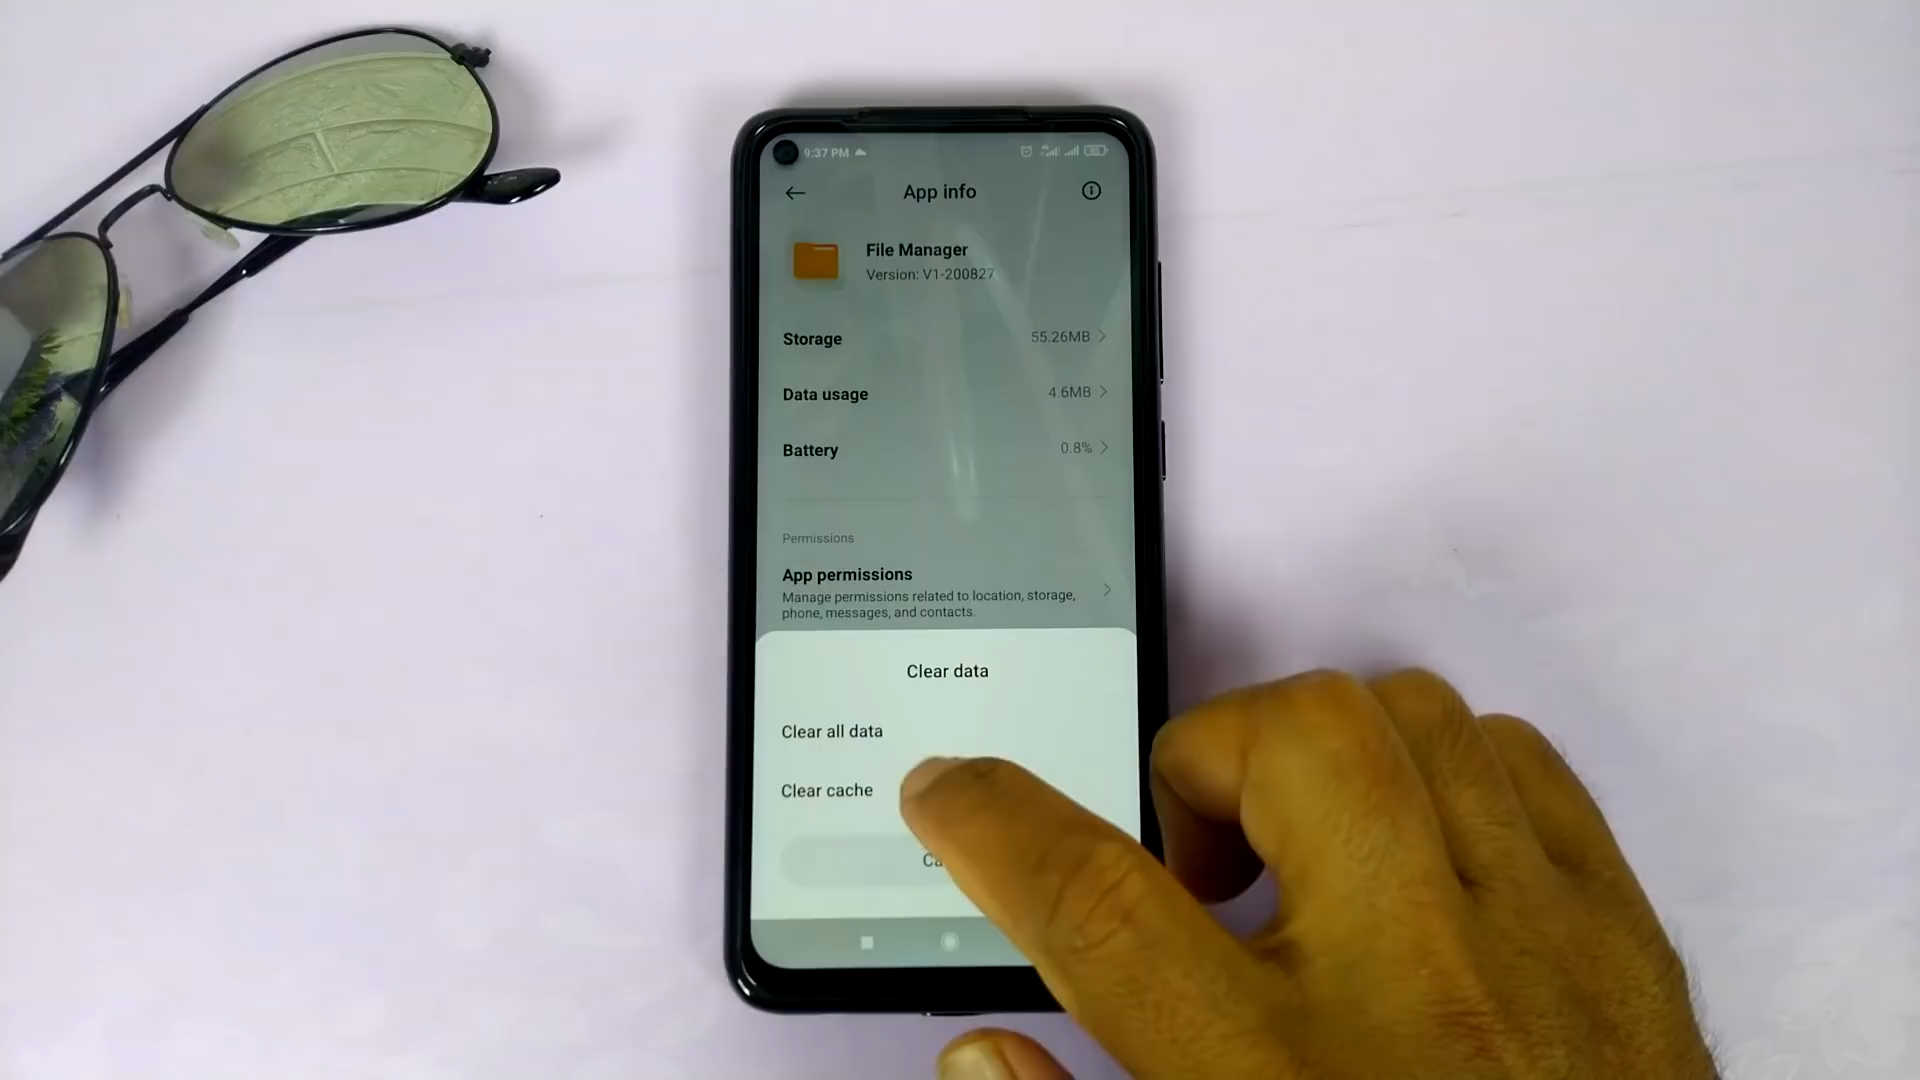 9:37 PM
App info
File Manager
Version: V1-200827
Storage 55.26MB
Data usage 4.6MB
Battery 0.8%
Permissions
App permissions
Manage permissions related to location, storage,
phone, messages, and contacts.
Clear data
Clear all data
Clear cache
Ca